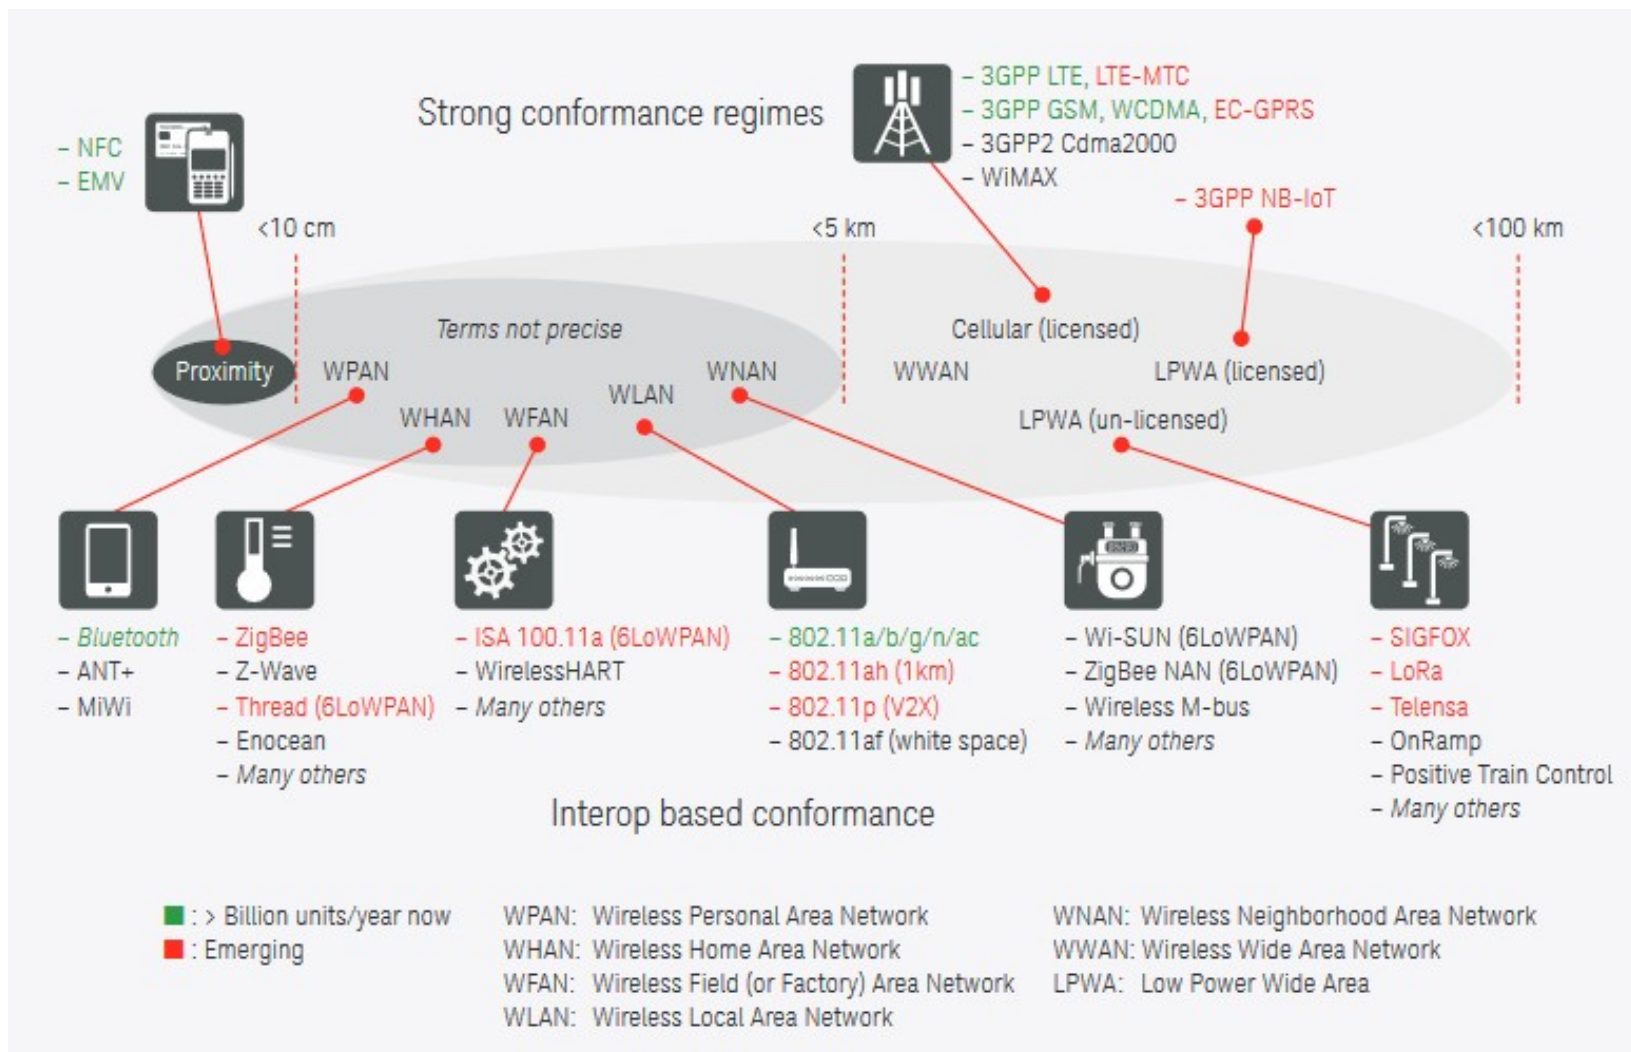 Strong conformance regimes
– NFC
– EMV
– 3GPP LTE, LTE-MTC
– 3GPP GSM, WCDMA, EC-GPRS
– 3GPP2 Cdma2000
– WiMAX
– 3GPP NB-IoT
<10 cm
<5 km
<100 km
Terms not precise
Cellular (licensed)
Proximity
WPAN
WNAN
WWAN
LPWA (licensed)
WLAN
WHAN
WFAN
LPWA (un-licensed)
– Bluetooth
– ANT+
– MiWi
– ZigBee
– Z-Wave
– Thread (6LoWPAN)
– Enocean
– Many others
– ISA 100.11a (6LoWPAN)
– WirelessHART
– Many others
– 802.11a/b/g/n/ac
– 802.11ah (1km)
– 802.11p (V2X)
– 802.11af (white space)
– Wi-SUN (6LoWPAN)
– ZigBee NAN (6LoWPAN)
– Wireless M-bus
– Many others
– SIGFOX
– LoRa
– Telensa
– OnRamp
– Positive Train Control
– Many others
Interop based conformance
: > Billion units/year now
: Emerging
WPAN: Wireless Personal Area Network
WHAN: Wireless Home Area Network
WFAN: Wireless Field (or Factory) Area Network
WLAN: Wireless Local Area Network
WNAN: Wireless Neighborhood Area Network
WWAN: Wireless Wide Area Network
LPWA: Low Power Wide Area